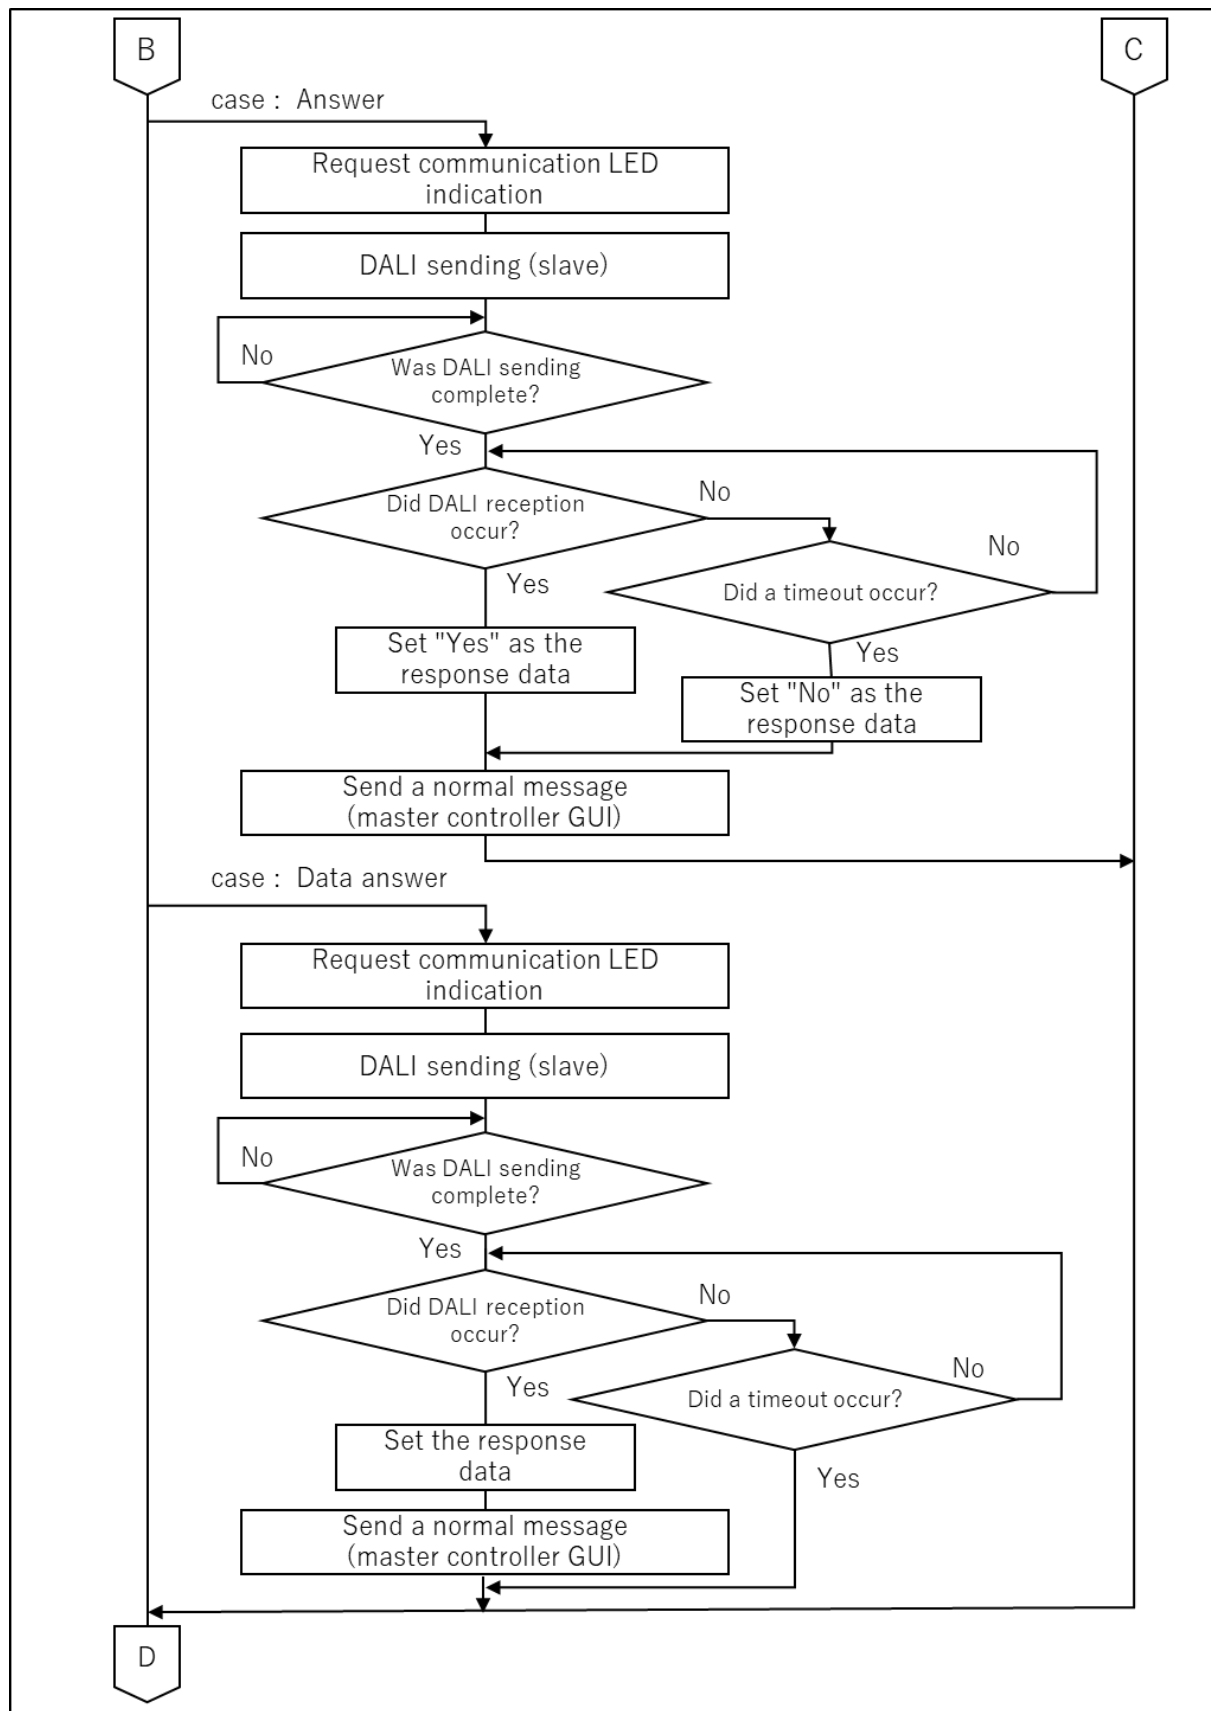 B
C
case : Answer
Request communication LED
indication
DALI sending (slave)
No
Was DALI sending
complete?
Yes
Did DALI reception
occur?
No
No
Did a timeout occur?
Yes
Yes
Set "Yes" as the
response data
Set "No" as the
response data
Send a normal message
(master controller GUI)
case : Data answer
Request communication LED
indication
DALI sending (slave)
No
Was DALI sending
complete?
Yes
Did DALI reception
occur?
No
No
Did a timeout occur?
Yes
Set the response
data
Yes
Send a normal message
(master controller GUI)
D